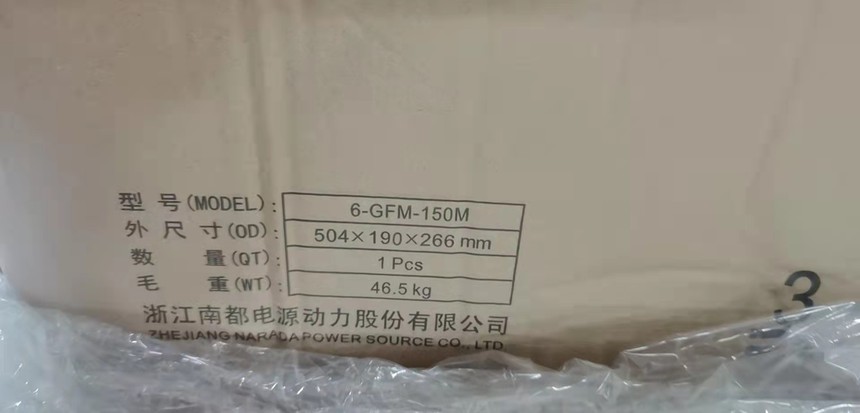 型 号(MODEL): 6-GFM-150M
外 尺 寸(OD): 504×190×266 mm
数 量(QT): 1 Pcs
毛 重(WT): 46.5 kg
浙江南都电源动力股份有限公司
ZHEJIANG NARADA POWER SOURCE CO., LTD
3